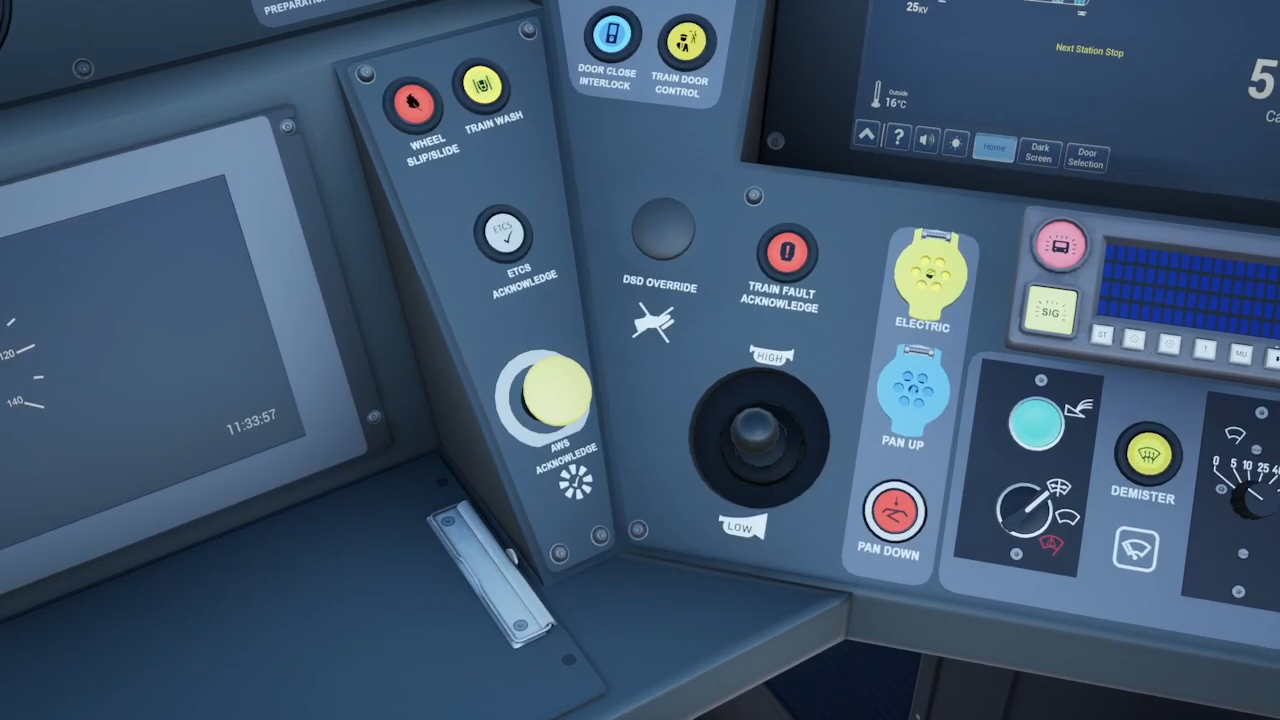 PREPARATION
25KV
Next Station Stop
5
Outside
16°C
?
Home
Dark
Screen
Door
Selection
DOOR CLOSE
INTERLOCK
TRAIN DOOR
CONTROL
WHEEL
SLIP/SLIDE
TRAIN WASH
ETCS
ETCS
ACKNOWLEDGE
DSD OVERRIDE
TRAIN FAULT
ACKNOWLEDGE
ELECTRIC
SIG
ST
T
MU
HIGH
PAN UP
LOW
PAN DOWN
AWS
ACKNOWLEDGE
DEMISTER
0 5 10 25
120
140
11:33:57